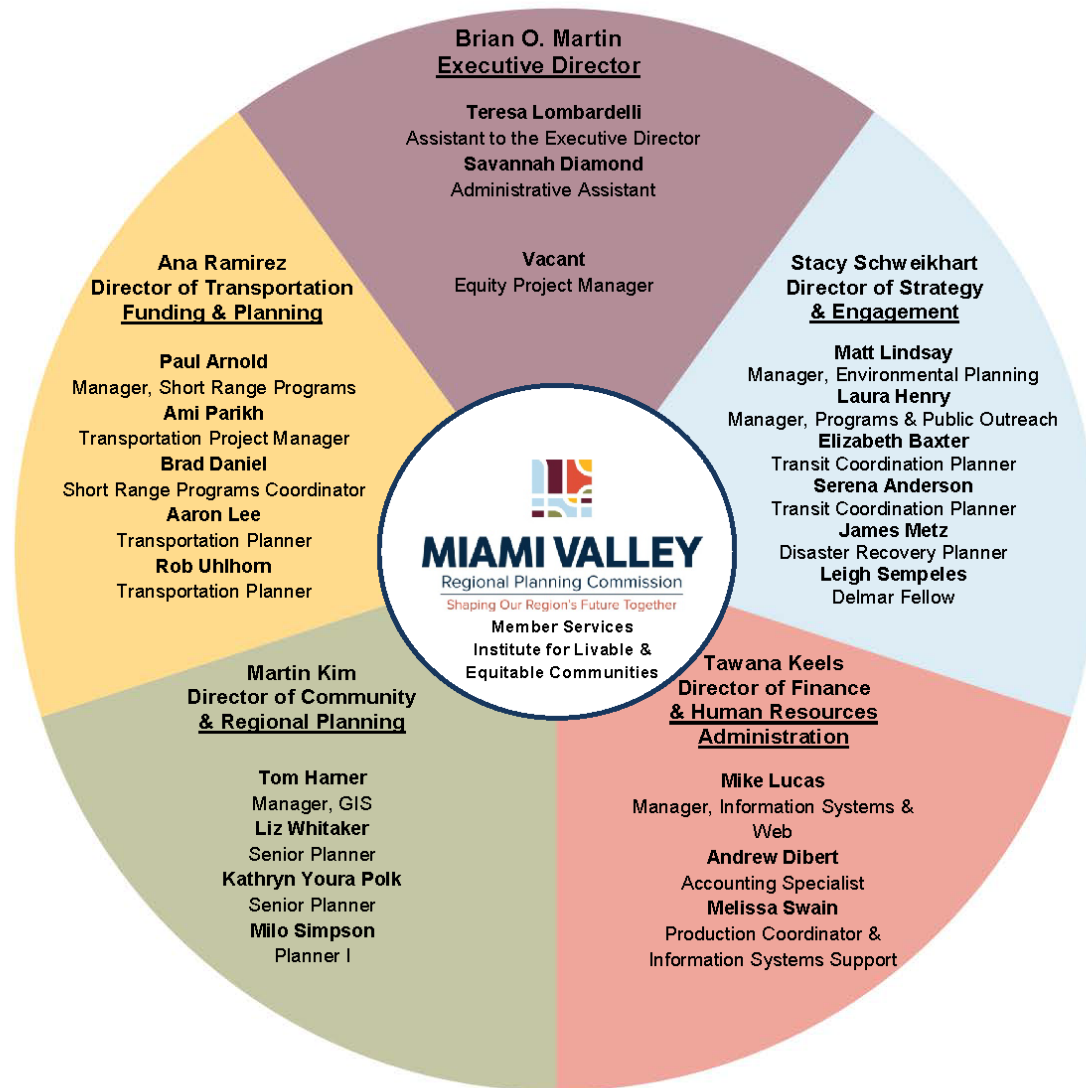 Brian O. Martin
Executive Director
Teresa Lombardelli
Assistant to the Executive Director
Savannah Diamond
Administrative Assistant
Vacant
Equity Project Manager
Ana Ramirez
Director of Transportation
Funding & Planning
Paul Arnold
Manager, Short Range Programs
Ami Parikh
Transportation Project Manager
Brad Daniel
Short Range Programs Coordinator
Aaron Lee
Transportation Planner
Rob Uhlhorn
Transportation Planner
Stacy Schweikhart
Director of Strategy
& Engagement
Matt Lindsay
Manager, Environmental Planning
Laura Henry
Manager, Programs & Public Outreach
Elizabeth Baxter
Transit Coordination Planner
Serena Anderson
Transit Coordination Planner
James Metz
Disaster Recovery Planner
Leigh Sempeles
Delmar Fellow
MIAMI VALLEY
Regional Planning Commission
Shaping Our Region's Future Together
Member Services
Institute for Livable &
Equitable Communities
Martin Kim
Director of Community
& Regional Planning
Tom Harner
Manager, GIS
Liz Whitaker
Senior Planner
Kathryn Youra Polk
Senior Planner
Milo Simpson
Planner I
Tawana Keels
Director of Finance
& Human Resources
Administration
Mike Lucas
Manager, Information Systems &
Web
Andrew Dibert
Accounting Specialist
Melissa Swain
Production Coordinator &
Information Systems Support